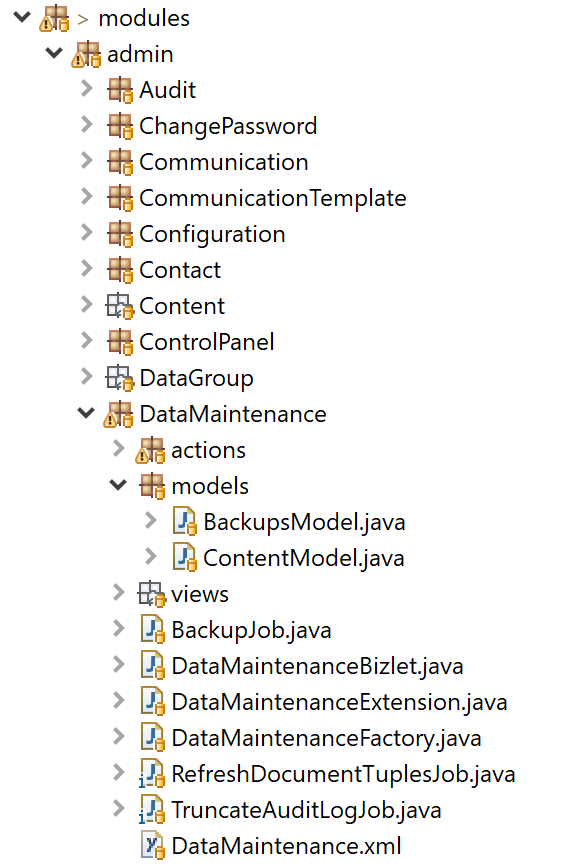 > modules
admin
Audit
ChangePassword
Communication
CommunicationTemplate
Configuration
Contact
Content
ControlPanel
DataGroup
DataMaintenance
actions
models
BackupsModel.java
ContentModel.java
views
BackupJob.java
DataMaintenanceBizlet.java
DataMaintenanceExtension.java
DataMaintenanceFactory.java
RefreshDocumentTuplesJob.java
TruncateAuditLogJob.java
DataMaintenance.xml